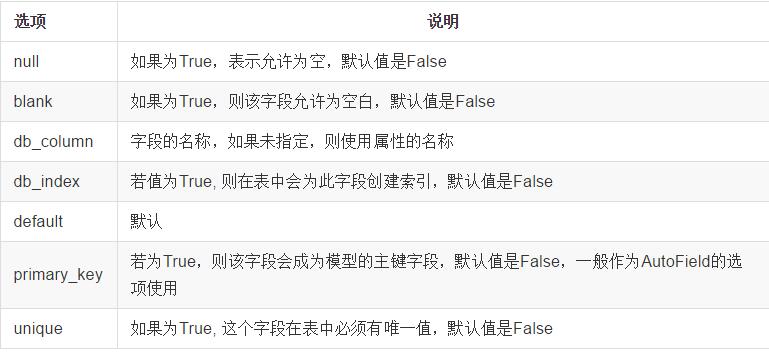 选项 说明
null 如果为True，表示允许为空，默认值是False
blank 如果为True，则该字段允许为空白，默认值是False
db_column 字段的名称，如果未指定，则使用属性的名称
db_index 若值为True, 则在表中会为此字段创建索引，默认值是False
default 默认
primary_key 若为True，则该字段会成为模型的主键字段，默认值是False，一般作为AutoField的选
项使用
unique 如果为True, 这个字段在表中必须有唯一值，默认值是False